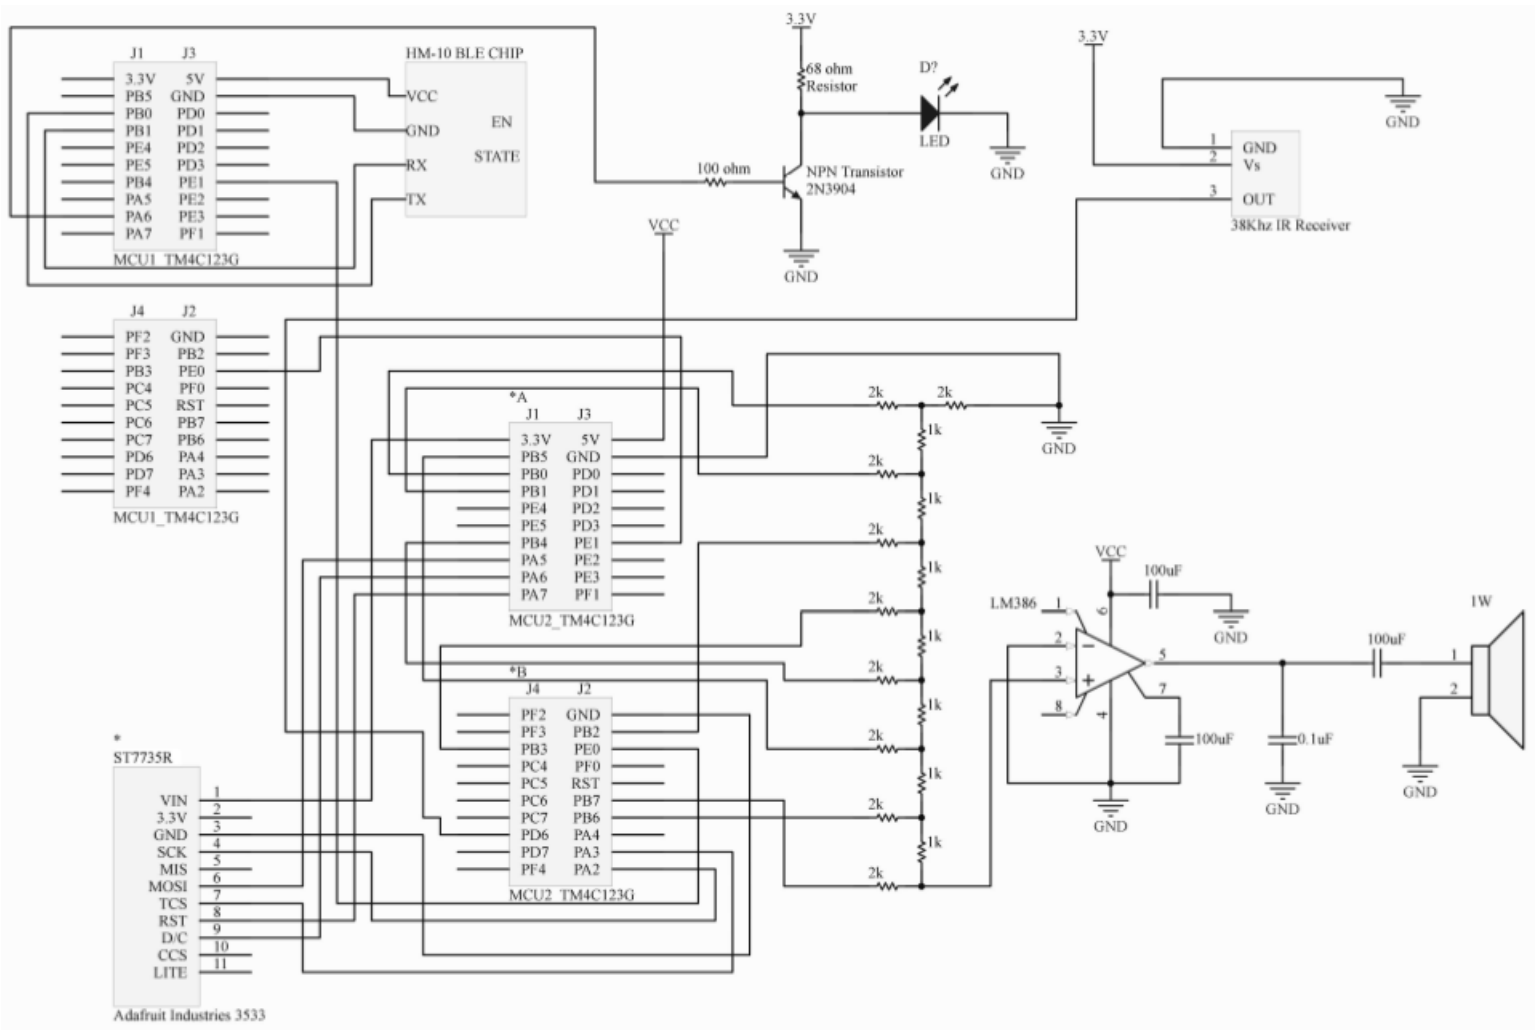 3.3V
68 ohm
Resistor
D?
LED
GND
100 ohm
NPN Transistor
2N3904
GND
3.3V
GND
1 GND
2 Vs
3 OUT
38Khz IR Receiver
J1 J3
3.3V 5V
PB5 GND
PB0 PD0
PB1 PD1
PE4 PD2
PE5 PD3
PB4 PE1
PA5 PE2
PA6 PE3
PA7 PF1
MCU1_TM4C123G
HM-10 BLE CHIP
VCC
GND
EN
STATE
RX
TX
J4 J2
PF2 GND
PF3 PB2
PB3 PE0
PC4 PF0
PC5 RST
PC6 PB7
PC7 PB6
PD6 PA4
PD7 PA3
PF4 PA2
MCU1_TM4C123G
VCC
*A
J1 J3
3.3V 5V
PB5 GND
PB0 PD0
PB1 PD1
PE4 PD2
PE5 PD3
PB4 PE1
PA5 PE2
PA6 PE3
PA7 PF1
MCU2_TM4C123G
*B
J4 J2
PF2 GND
PF3 PB2
PB3 PE0
PC4 PF0
PC5 RST
PC6 PB7
PC7 PB6
PD6 PA4
PD7 PA3
PF4 PA2
MCU2_TM4C123G
2k 2k
GND
1k
2k
1k
2k
1k
2k
1k
2k
1k
2k
1k
2k
1k
2k
VCC
100uF
GND
LM386
1
6
2
3
5
7
8
4
100uF
GND
0.1uF
GND
100uF
1W
1
2
GND
*
ST7735R
VIN 1
3.3V 2
GND 3
SCK 4
MIS 5
MOSI 6
TCS 7
RST 8
D/C 9
CCS 10
LITE 11
Adafruit Industries 3533